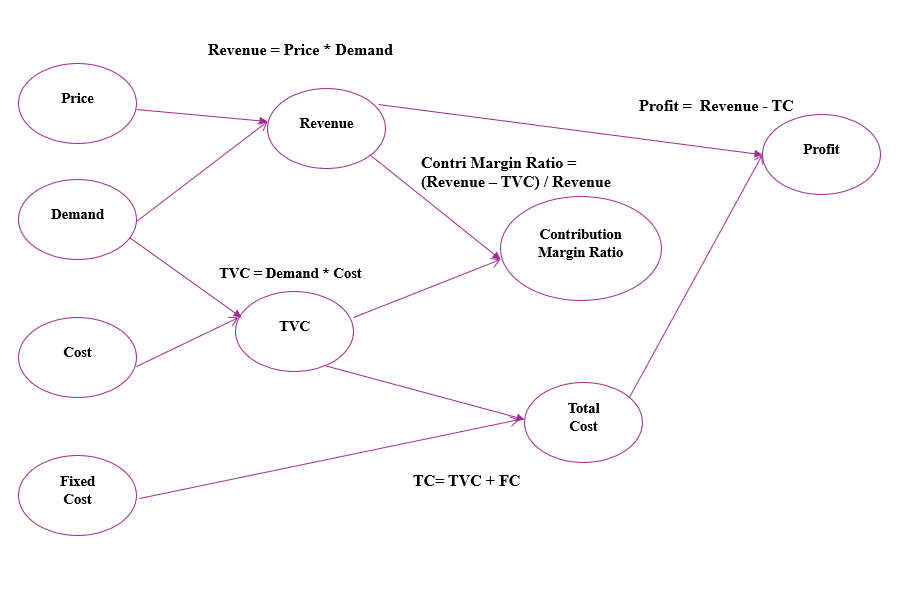 Revenue = Price * Demand
Price
Revenue
Profit =  Revenue - TC
Profit
Contri Margin Ratio =
(Revenue – TVC) / Revenue
Demand
Contribution
Margin Ratio
TVC = Demand * Cost
TVC
Cost
Total
Cost
Fixed
Cost
TC= TVC + FC